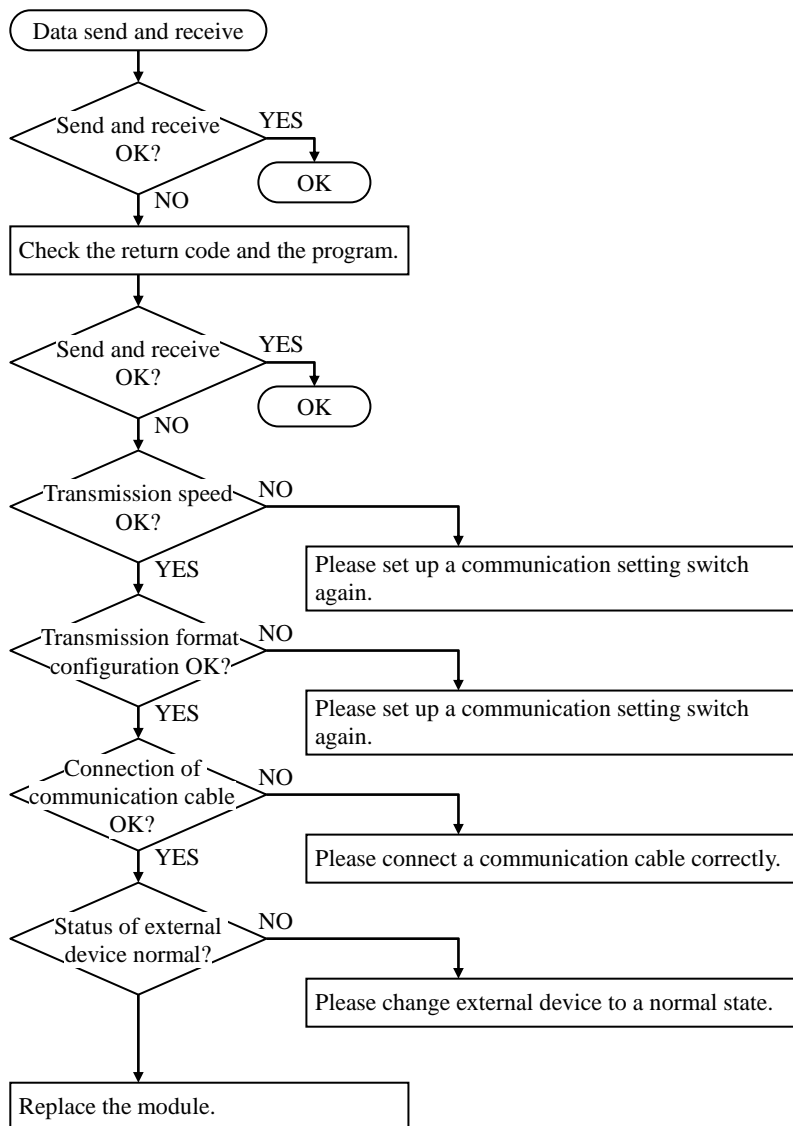 Data send and receive
Send and receive
OK?
YES
OK
NO
Check the return code and the program.
Send and receive
OK?
YES
OK
NO
Transmission speed
OK?
NO
Please set up a communication setting switch
again.
YES
Transmission format
configuration OK?
NO
Please set up a communication setting switch
again.
YES
Connection of
communication cable
OK?
NO
Please connect a communication cable correctly.
YES
Status of external
device normal?
NO
Please change external device to a normal state.
Replace the module.